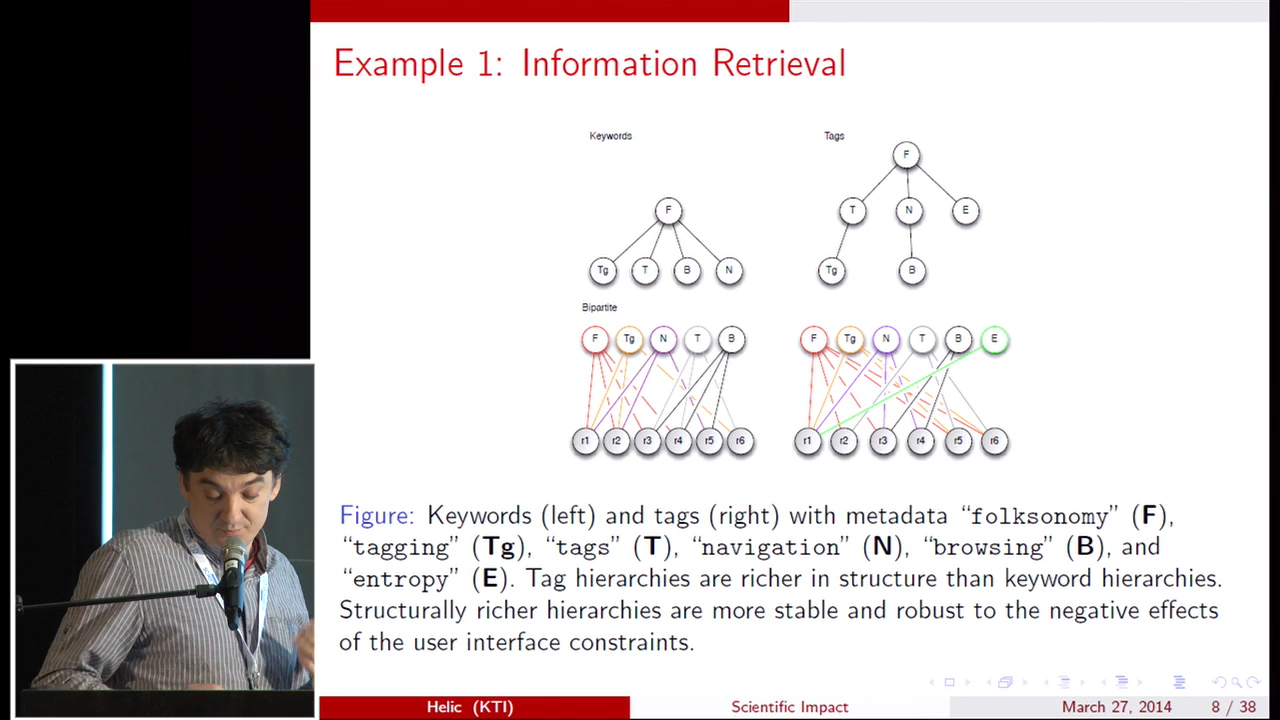 Example 1: Information Retrieval
Keywords
Tags
F
F
T N E
Tg T B N
Tg B
Bipartite
F Tg N T B
F Tg N T B E
r1 r2 r3 r4 r5 r6
r1 r2 r3 r4 r5 r6
Figure: Keywords (left) and tags (right) with metadata “folksonomy” (F),
“tagging” (Tg), “tags” (T), “navigation” (N), “browsing” (B), and
“entropy” (E). Tag hierarchies are richer in structure than keyword hierarchies.
Structurally richer hierarchies are more stable and robust to the negative effects
of the user interface constraints.
Helic (KTI) Scientific Impact March 27, 2014 8 / 38